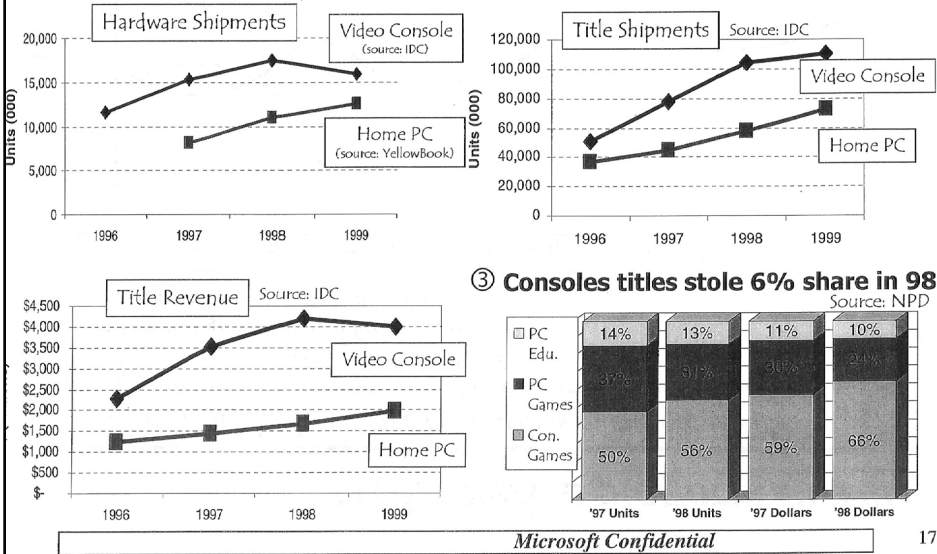 Hardware Shipments
Video Console
(source: IDC)
Home PC
(source: YellowBook)
Units (000)
20,000
15,000
10,000
5,000
0
1996 1997 1998 1999
Title Shipments
Source: IDC
Video Console
Home PC
Units (000)
120,000
100,000
80,000
60,000
40,000
20,000
0
1996 1997 1998 1999
Title Revenue
Source: IDC
Video Console
Home PC
$4,500
$4,000
$3,500
$3,000
$2,500
$2,000
$1,500
$1,000
$500
$-
1996 1997 1998 1999
③ Consoles titles stole 6% share in 98
Source: NPD
PC
Edu.
PC
Games
Con.
Games
14% 13% 11% 10%
37% 31% 30% 24%
50% 56% 59% 66%
'97 Units '98 Units '97 Dollars '98 Dollars
Microsoft Confidential
17